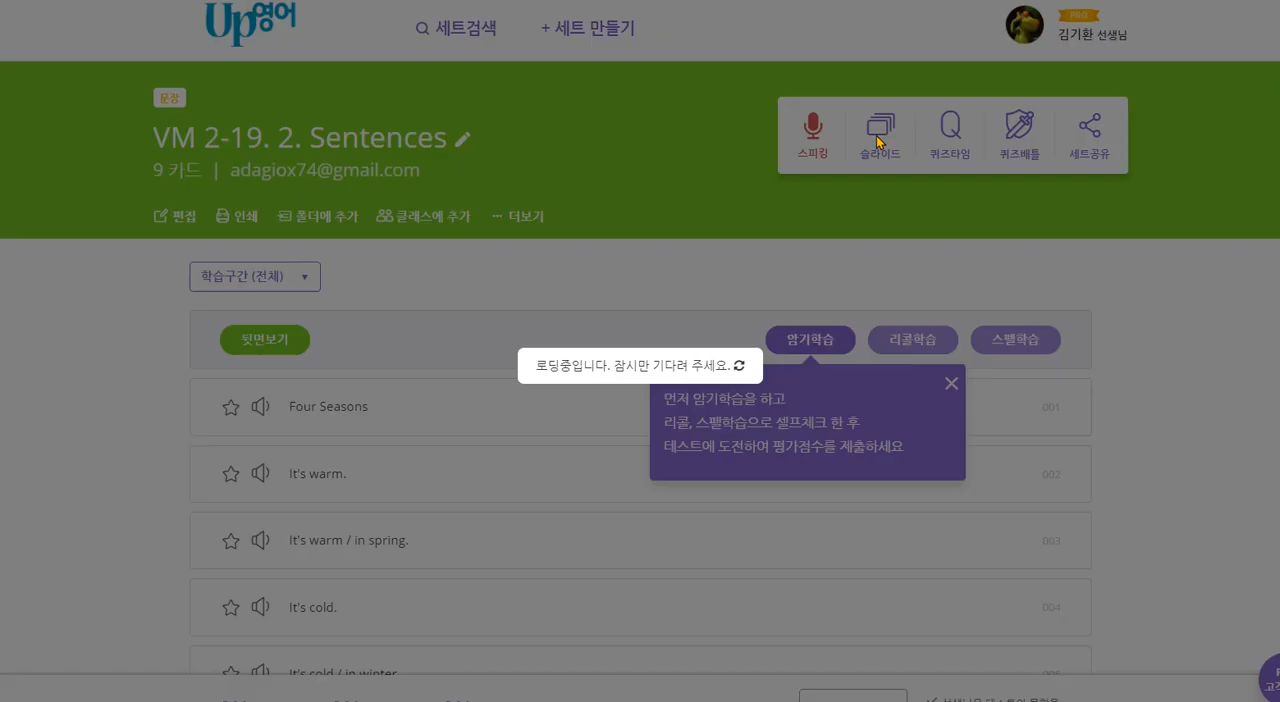 Up영어
세트검색
+ 세트 만들기
PRO
김기환 선생님
문장
VM 2-19. 2. Sentences
9 카드 | adagiox74@gmail.com
스피킹
슬라이드
퀴즈타임
퀴즈배틀
세트공유
편집
인쇄
폴더에 추가
클래스에 추가
더보기
학습구간 (전체)
뒷면보기
암기학습
리콜학습
스펠학습
로딩중입니다. 잠시만 기다려 주세요.
먼저 암기학습을 하고
리콜, 스펠학습으로 셀프체크 한 후
테스트에 도전하여 평가점수를 제출하세요
Four Seasons
001
It's warm.
002
It's warm / in spring.
003
It's cold.
004
It's cold / in winter.
005